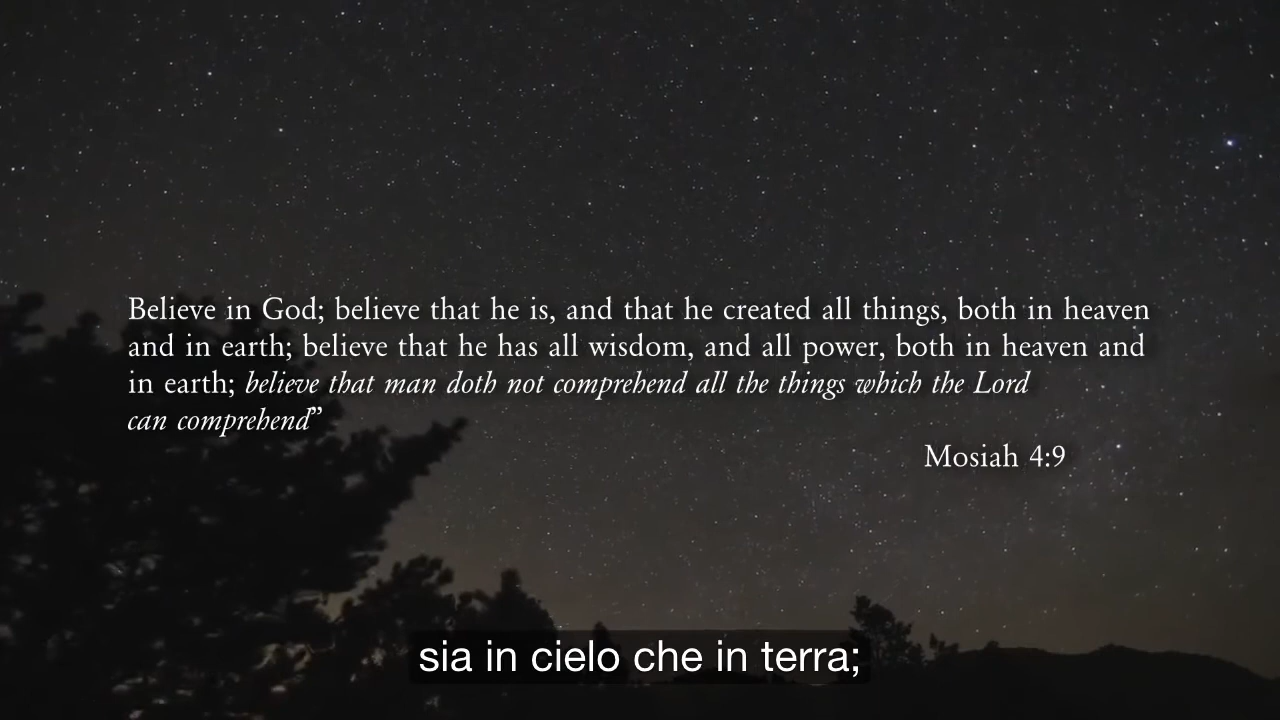 Believe in God; believe that he is, and that he created all things, both in heaven
and in earth; believe that he has all wisdom, and all power, both in heaven and
in earth; believe that man doth not comprehend all the things which the Lord
can comprehend”
Mosiah 4:9
sia in cielo che in terra;